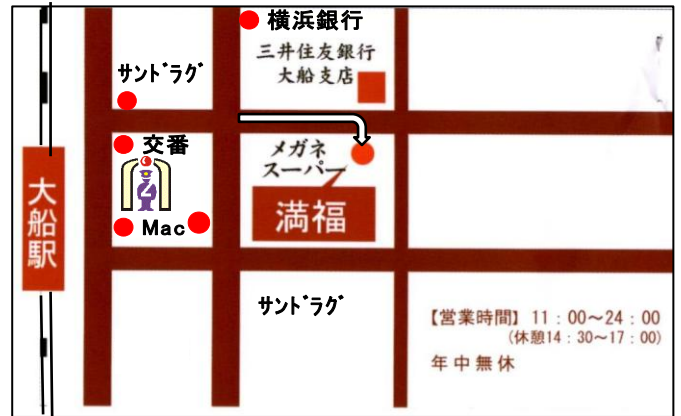 横浜銀行
三井住友銀行
大船支店
ｻﾝﾄﾞﾗｸﾞ
交番
メガネ
スーパー
大船駅
Mac
満福
ｻﾝﾄﾞﾗｸﾞ
【営業時間】11：00～24：00
（休憩14：30～17：00）
年中無休